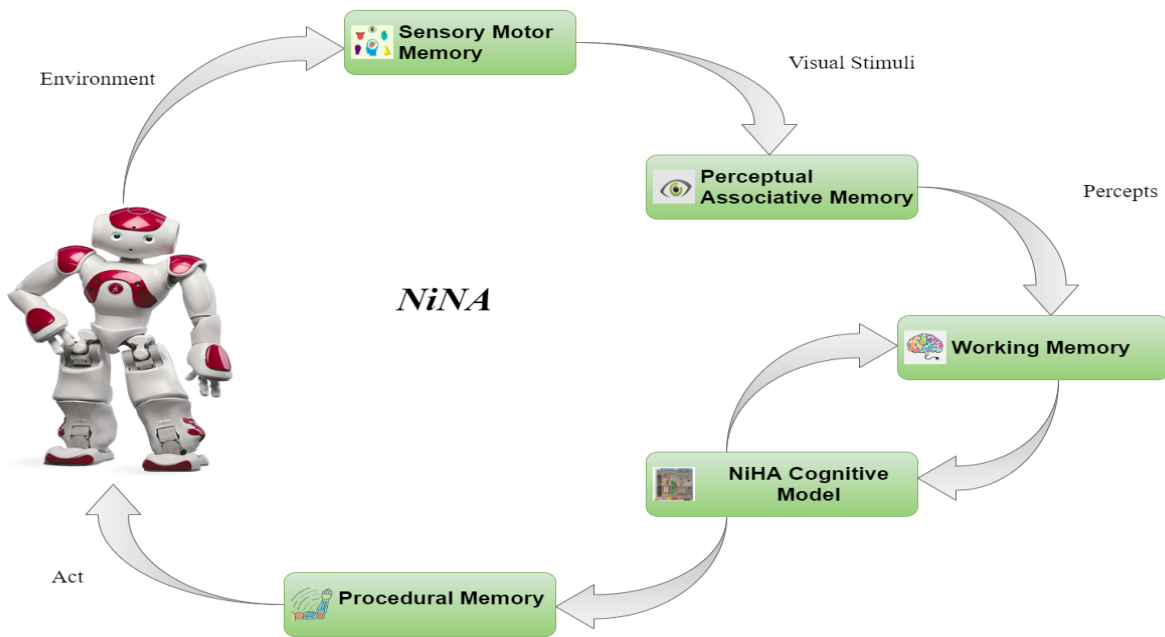 Sensory Motor
Memory
Environment
Visual Stimuli
Perceptual
Associative Memory
Percepts
NiNA
Working Memory
NiHA Cognitive
Model
Act
Procedural Memory